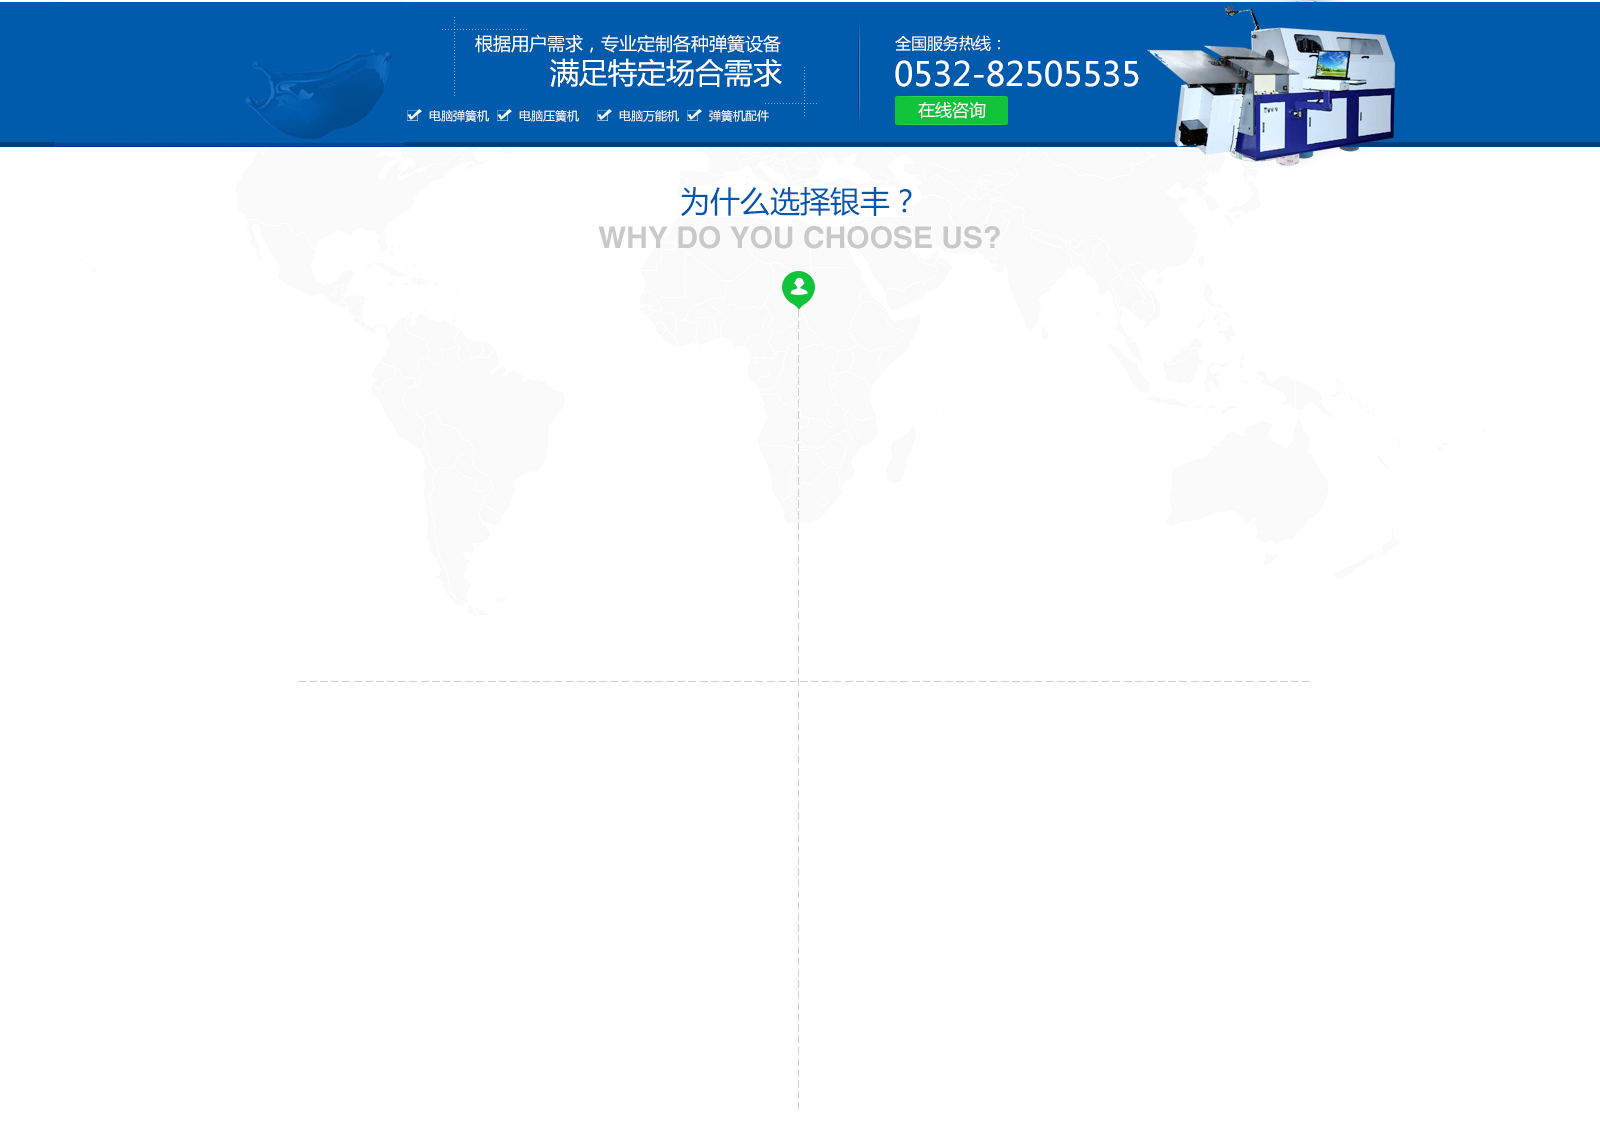 根据用户需求，专业定制各种弹簧设备
满足特定场合需求
电脑弹簧机 电脑压簧机 电脑万能机 弹簧机配件
全国服务热线：
0532-82505535
在线咨询
为什么选择银丰？
WHY DO YOU CHOOSE US?